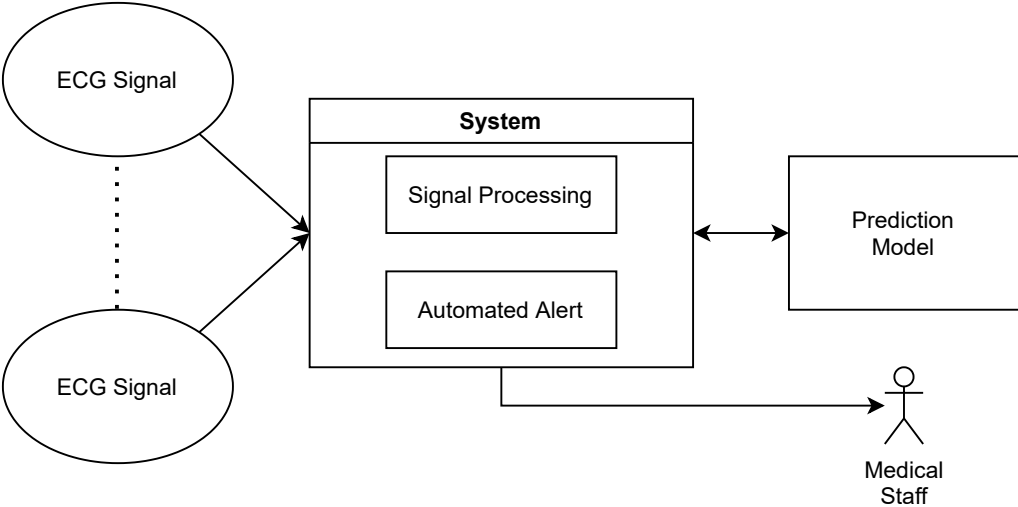 ECG Signal
System
Signal Processing
Prediction
Model
Automated Alert
ECG Signal
Medical
Staff